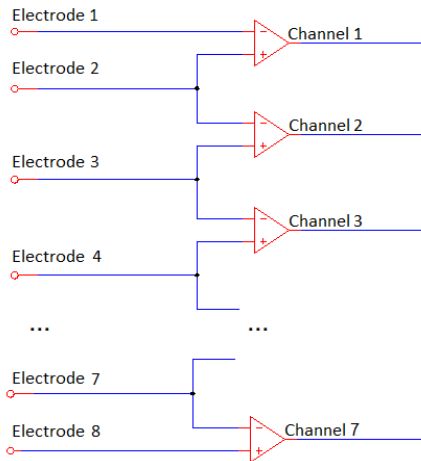 Electrode 1
Channel 1
Electrode 2
Channel 2
Electrode 3
Channel 3
Electrode 4
... ...
Electrode 7
Electrode 8
Channel 7